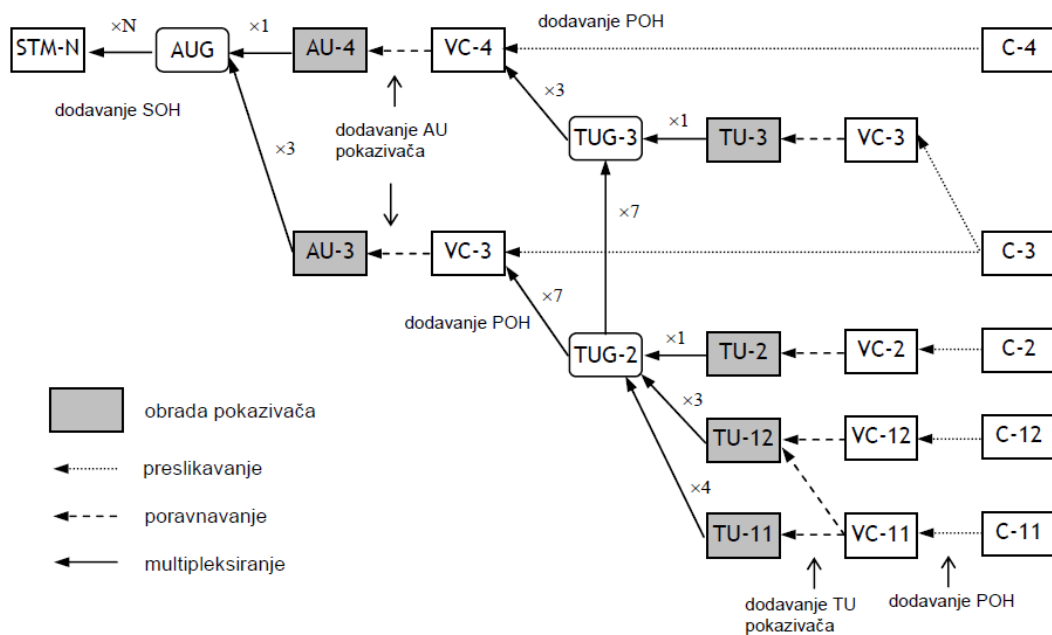 dodavanje POH
×N
×1
STM-N
AUG
AU-4
VC-4
C-4
×3
dodavanje SOH
dodavanje AU
pokazivača
×1
TUG-3
TU-3
VC-3
×3
×7
AU-3
VC-3
C-3
×7
dodavanje POH
×1
TUG-2
TU-2
VC-2
C-2
×3
obrada pokazivača
TU-12
VC-12
C-12
preslikavanje
×4
poravnavanje
TU-11
VC-11
C-11
multipleksiranje
dodavanje TU
pokazivača
dodavanje POH